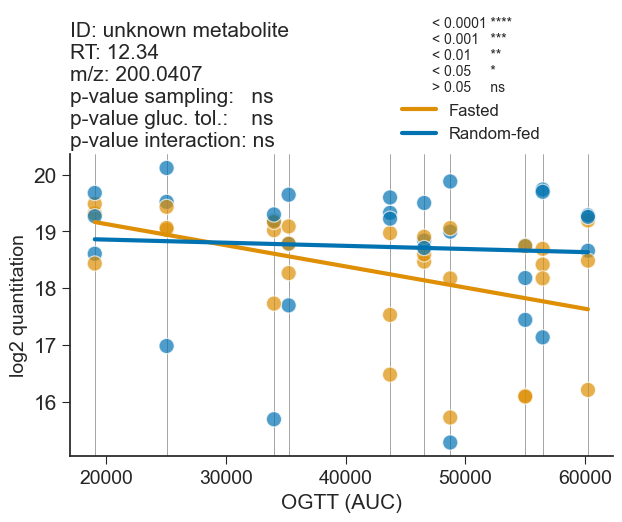 ID: unknown metabolite
RT: 12.34
m/z: 200.0407
p-value sampling: ns
p-value gluc. tol.: ns
p-value interaction: ns
< 0.0001 ****
< 0.001 ***
< 0.01 **
< 0.05 *
> 0.05 ns
Fasted
Random-fed
20
19
18
17
16
log2 quantitation
20000 30000 40000 50000 60000
OGTT (AUC)